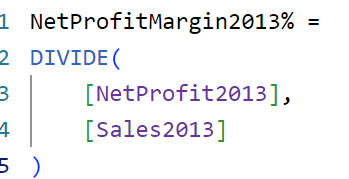 1 NetProfitMargin2013% =
2 DIVIDE(
3     [NetProfit2013],
4     [Sales2013]
5 )